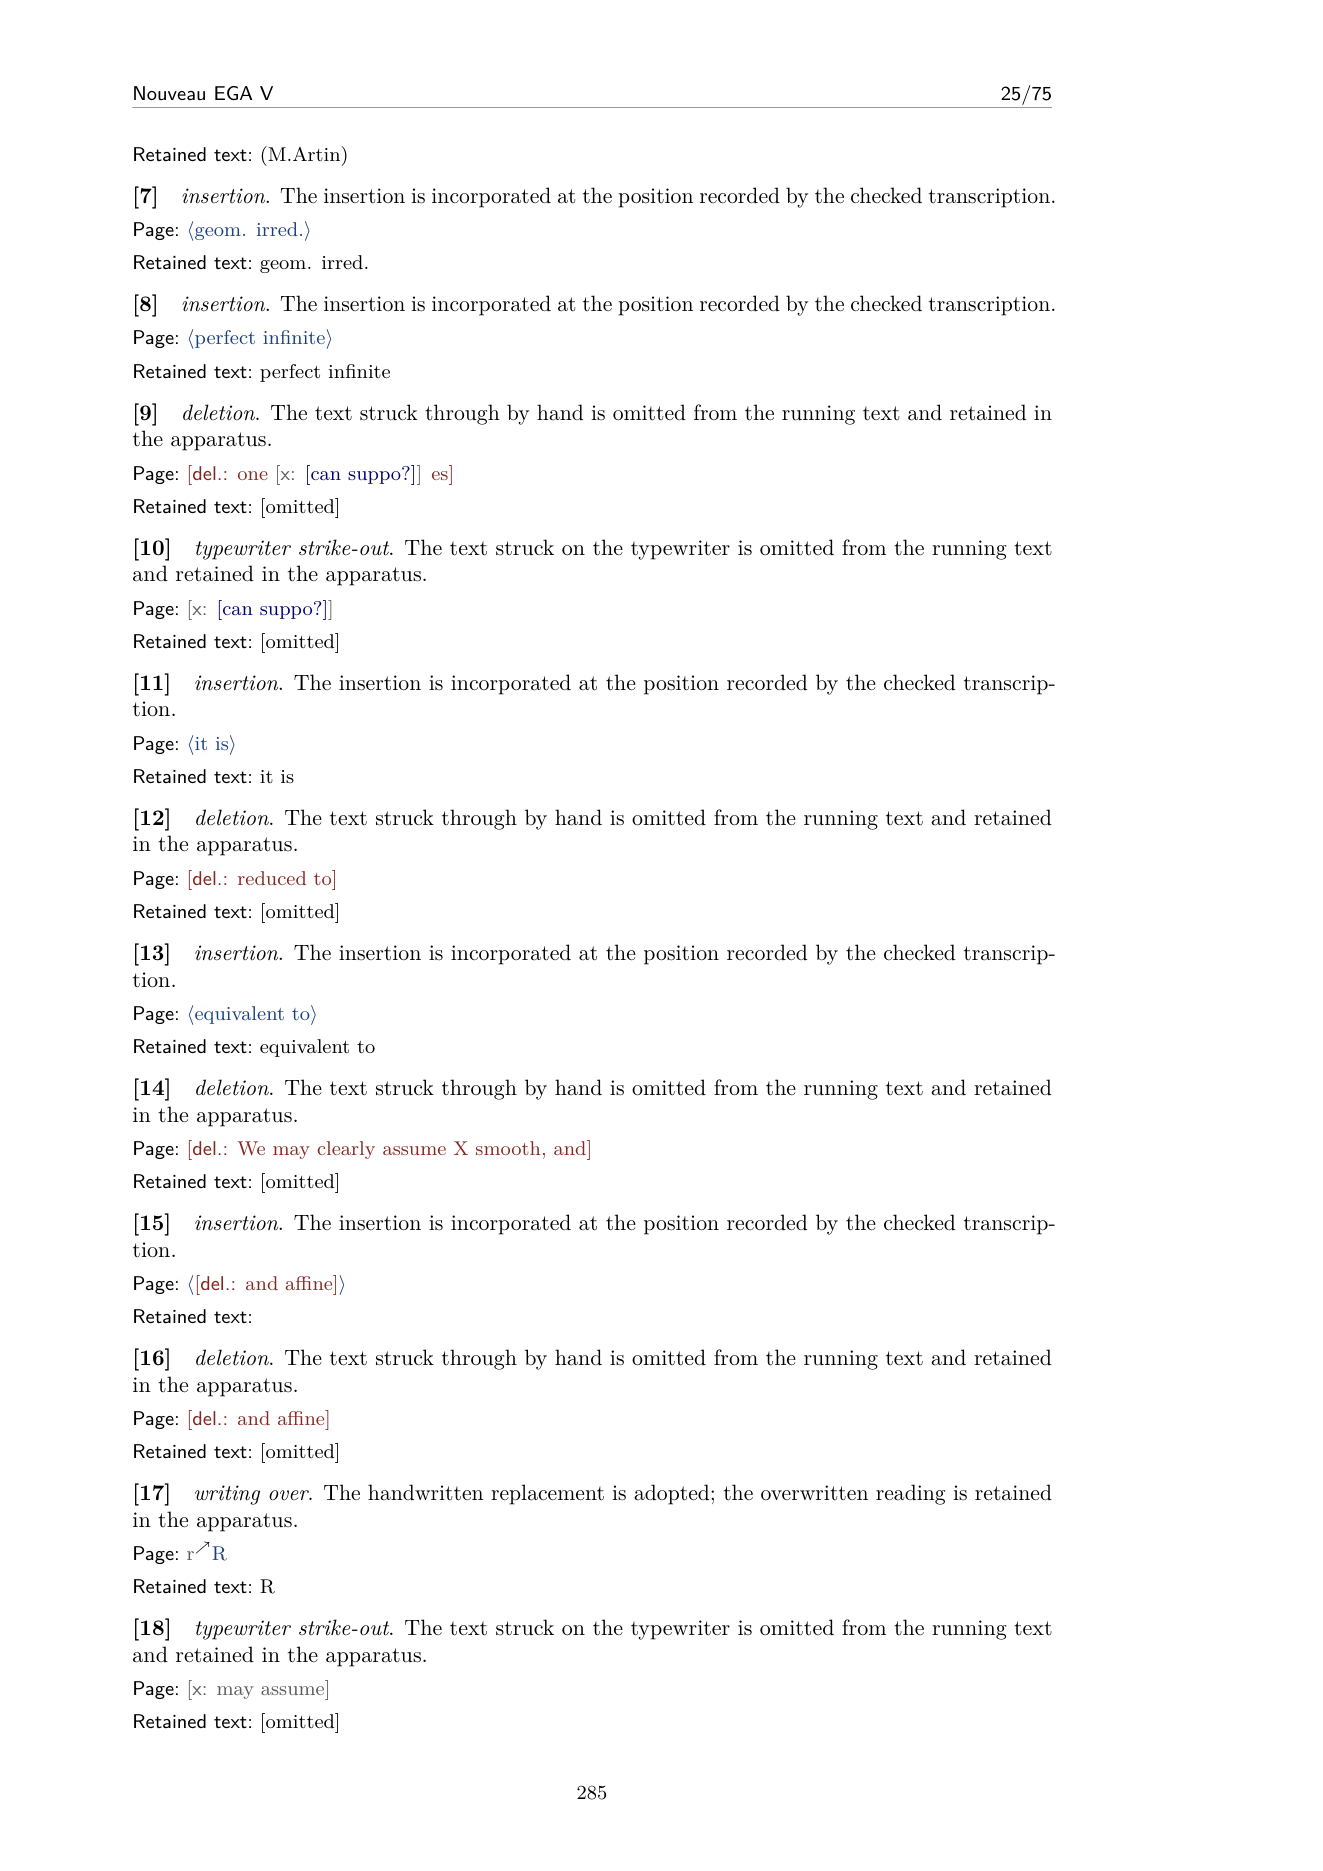 Nouveau EGA V 25/75
Retained text: (M.Artin)
[7] insertion. The insertion is incorporated at the position recorded by the checked transcription.
Page: ⟨geom. irred.⟩
Retained text: geom. irred.
[8] insertion. The insertion is incorporated at the position recorded by the checked transcription.
Page: ⟨perfect infinite⟩
Retained text: perfect infinite
[9] deletion. The text struck through by hand is omitted from the running text and retained in
the apparatus.
Page: [del.: one [x: [can suppo?]] es]
Retained text: [omitted]
[10] typewriter strike-out. The text struck on the typewriter is omitted from the running text
and retained in the apparatus.
Page: [x: [can suppo?]]
Retained text: [omitted]
[11] insertion. The insertion is incorporated at the position recorded by the checked transcrip-
tion.
Page: ⟨it is⟩
Retained text: it is
[12] deletion. The text struck through by hand is omitted from the running text and retained
in the apparatus.
Page: [del.: reduced to]
Retained text: [omitted]
[13] insertion. The insertion is incorporated at the position recorded by the checked transcrip-
tion.
Page: ⟨equivalent to⟩
Retained text: equivalent to
[14] deletion. The text struck through by hand is omitted from the running text and retained
in the apparatus.
Page: [del.: We may clearly assume X smooth, and]
Retained text: [omitted]
[15] insertion. The insertion is incorporated at the position recorded by the checked transcrip-
tion.
Page: ⟨[del.: and affine]⟩
Retained text:
[16] deletion. The text struck through by hand is omitted from the running text and retained
in the apparatus.
Page: [del.: and affine]
Retained text: [omitted]
[17] writing over. The handwritten replacement is adopted; the overwritten reading is retained
in the apparatus.
Page: r↗R
Retained text: R
[18] typewriter strike-out. The text struck on the typewriter is omitted from the running text
and retained in the apparatus.
Page: [x: may assume]
Retained text: [omitted]
285